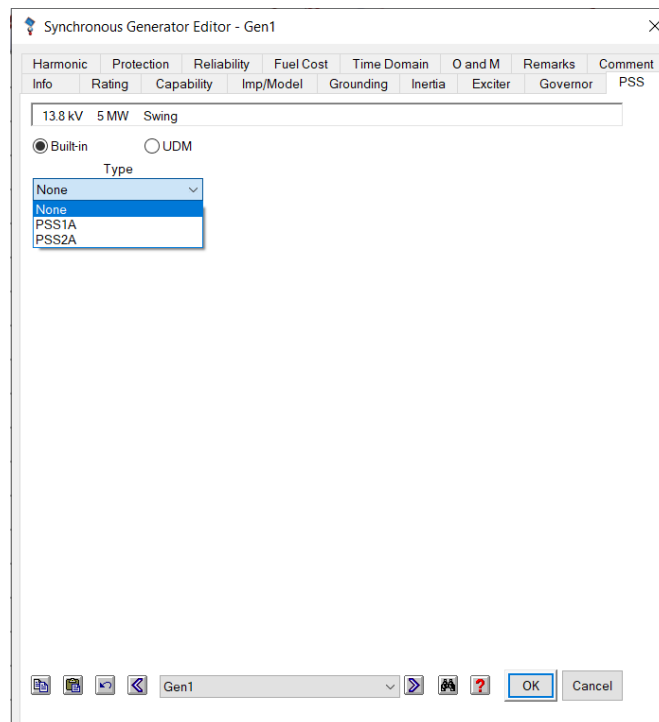 Synchronous Generator Editor - Gen1
Harmonic Protection Reliability Fuel Cost Time Domain O and M Remarks Comment
Info Rating Capability Imp/Model Grounding Inertia Exciter Governor PSS
13.8 kV 5 MW Swing
Built-in UDM
Type
None
None
PSS1A
PSS2A
Gen1 ? OK Cancel